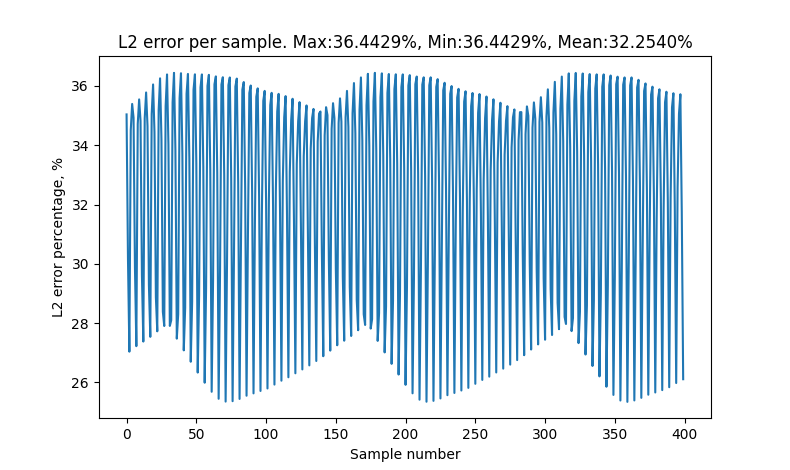 L2 error per sample. Max:36.4429%, Min:36.4429%, Mean:32.2540%
L2 error percentage, %
36
34
32
30
28
26
0 50 100 150 200 250 300 350 400
Sample number